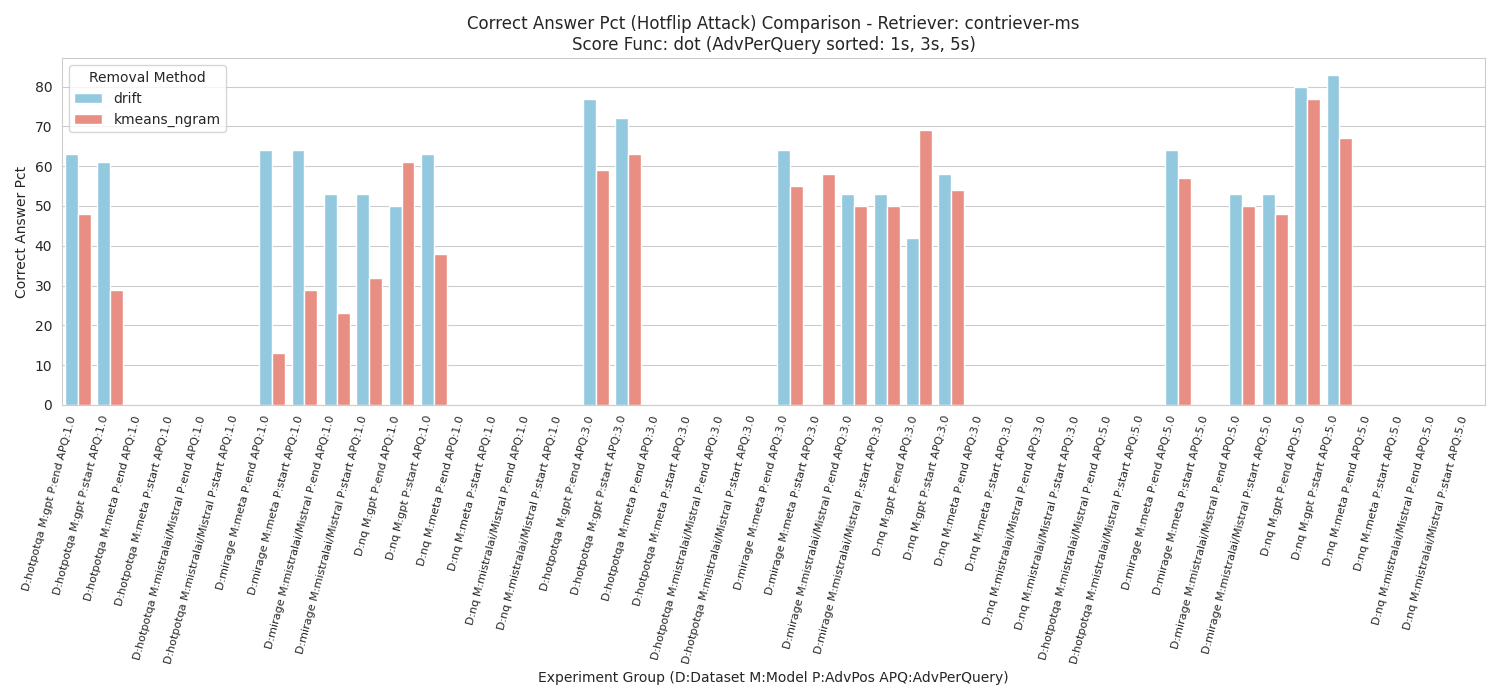 Correct Answer Pct (Hotflip Attack) Comparison - Retriever: contriever-ms
Score Func: dot (AdvPerQuery sorted: 1s, 3s, 5s)
Removal Method
drift
kmeans_ngram
Correct Answer Pct
80
70
60
50
40
30
20
10
0
D:hotpotqa M:gpt P:end APQ:1.0
D:hotpotqa M:gpt P:start APQ:1.0
D:hotpotqa M:meta P:end APQ:1.0
D:hotpotqa M:meta P:start APQ:1.0
D:hotpotqa M:mistralai/Mistral P:end APQ:1.0
D:hotpotqa M:mistralai/Mistral P:start APQ:1.0
D:mirage M:meta P:end APQ:1.0
D:mirage M:meta P:start APQ:1.0
D:mirage M:mistralai/Mistral P:end APQ:1.0
D:mirage M:mistralai/Mistral P:start APQ:1.0
D:nq M:gpt P:end APQ:1.0
D:nq M:gpt P:start APQ:1.0
D:nq M:meta P:end APQ:1.0
D:nq M:meta P:start APQ:1.0
D:nq M:mistralai/Mistral P:end APQ:1.0
D:nq M:mistralai/Mistral P:start APQ:1.0
D:hotpotqa M:gpt P:end APQ:3.0
D:hotpotqa M:gpt P:start APQ:3.0
D:hotpotqa M:meta P:end APQ:3.0
D:hotpotqa M:meta P:start APQ:3.0
D:hotpotqa M:mistralai/Mistral P:end APQ:3.0
D:hotpotqa M:mistralai/Mistral P:start APQ:3.0
D:mirage M:meta P:end APQ:3.0
D:mirage M:meta P:start APQ:3.0
D:mirage M:mistralai/Mistral P:end APQ:3.0
D:mirage M:mistralai/Mistral P:start APQ:3.0
D:nq M:gpt P:end APQ:3.0
D:nq M:gpt P:start APQ:3.0
D:nq M:meta P:end APQ:3.0
D:nq M:meta P:start APQ:3.0
D:nq M:mistralai/Mistral P:end APQ:3.0
D:nq M:mistralai/Mistral P:start APQ:3.0
D:hotpotqa M:mistralai/Mistral P:end APQ:5.0
D:hotpotqa M:mistralai/Mistral P:start APQ:5.0
D:mirage M:meta P:end APQ:5.0
D:mirage M:meta P:start APQ:5.0
D:mirage M:mistralai/Mistral P:end APQ:5.0
D:mirage M:mistralai/Mistral P:start APQ:5.0
D:nq M:gpt P:end APQ:5.0
D:nq M:gpt P:start APQ:5.0
D:nq M:meta P:end APQ:5.0
D:nq M:meta P:start APQ:5.0
D:nq M:mistralai/Mistral P:end APQ:5.0
D:nq M:mistralai/Mistral P:start APQ:5.0
Experiment Group (D:Dataset M:Model P:AdvPos APQ:AdvPerQuery)